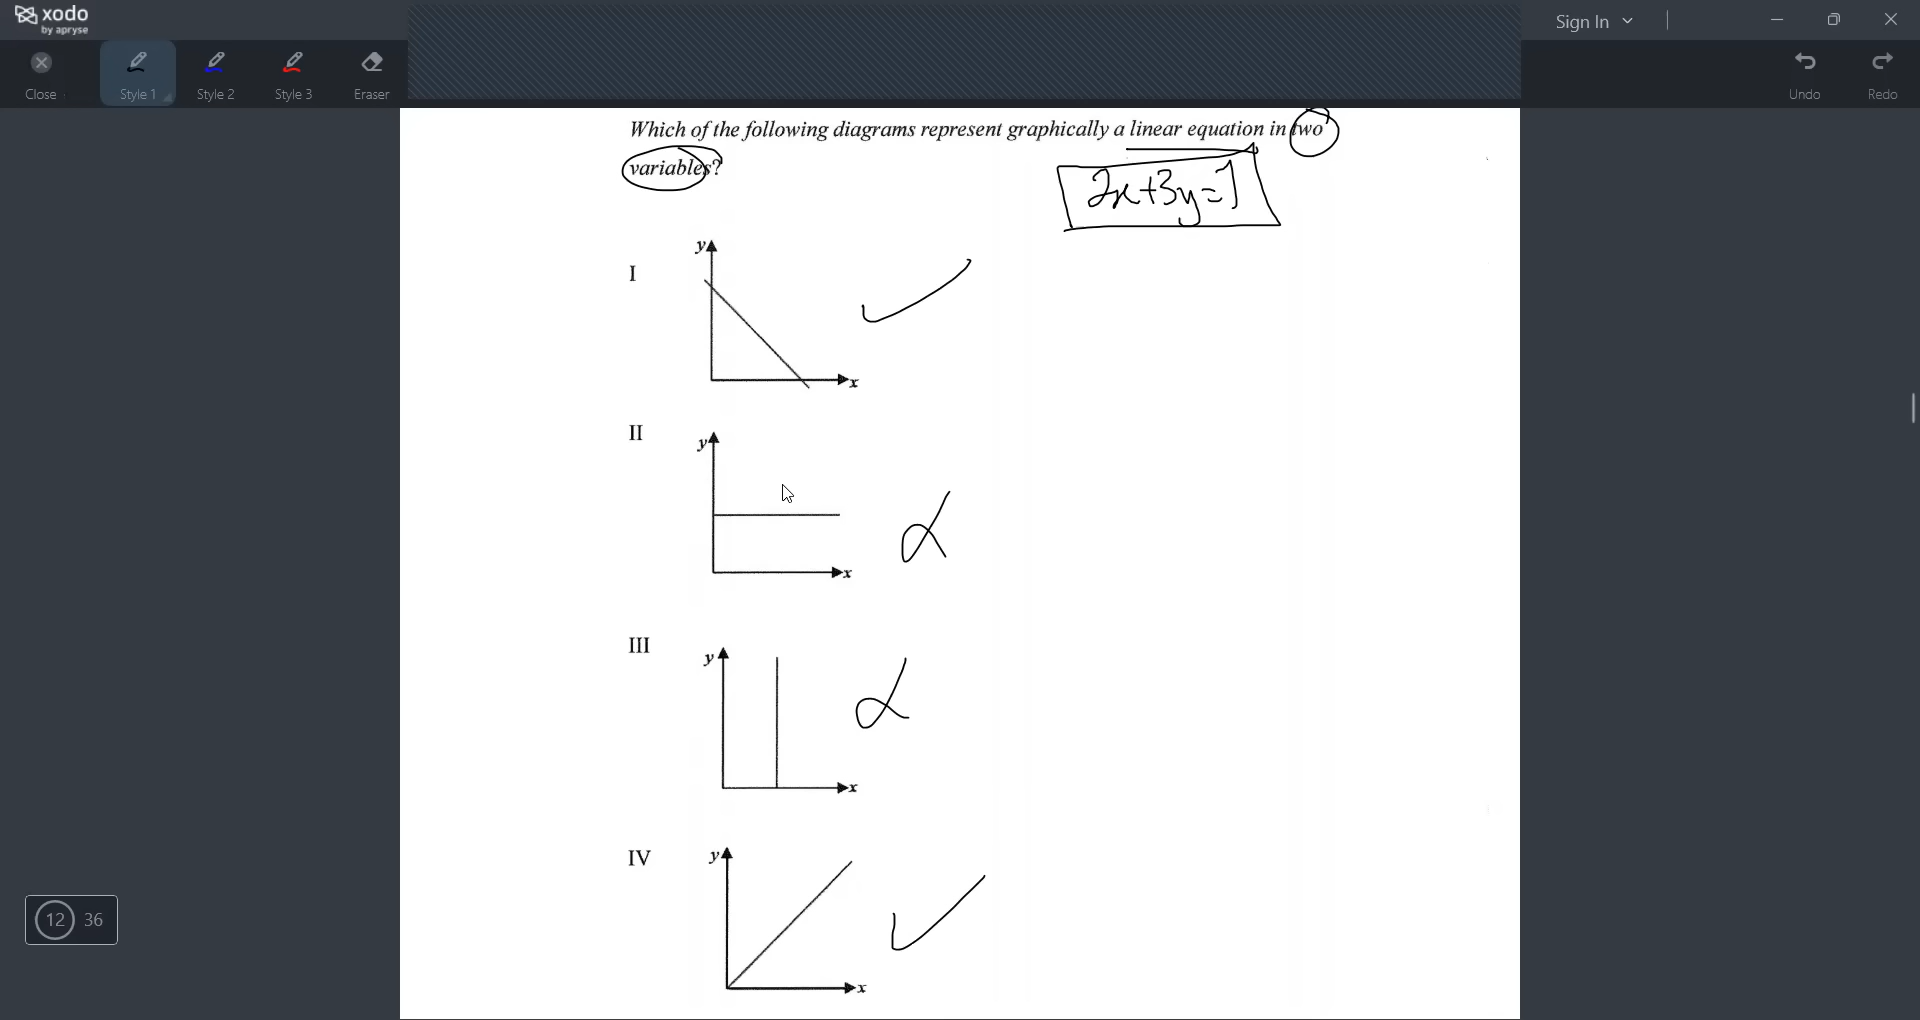 xodo
by apryse
Sign In
Close
Style 1
Style 2
Style 3
Eraser
Undo
Redo
Which of the following diagrams represent graphically a linear equation in two
variables?
2x+3y=7
I
y
x
II
y
x
III
y
x
IV
y
x
12 36